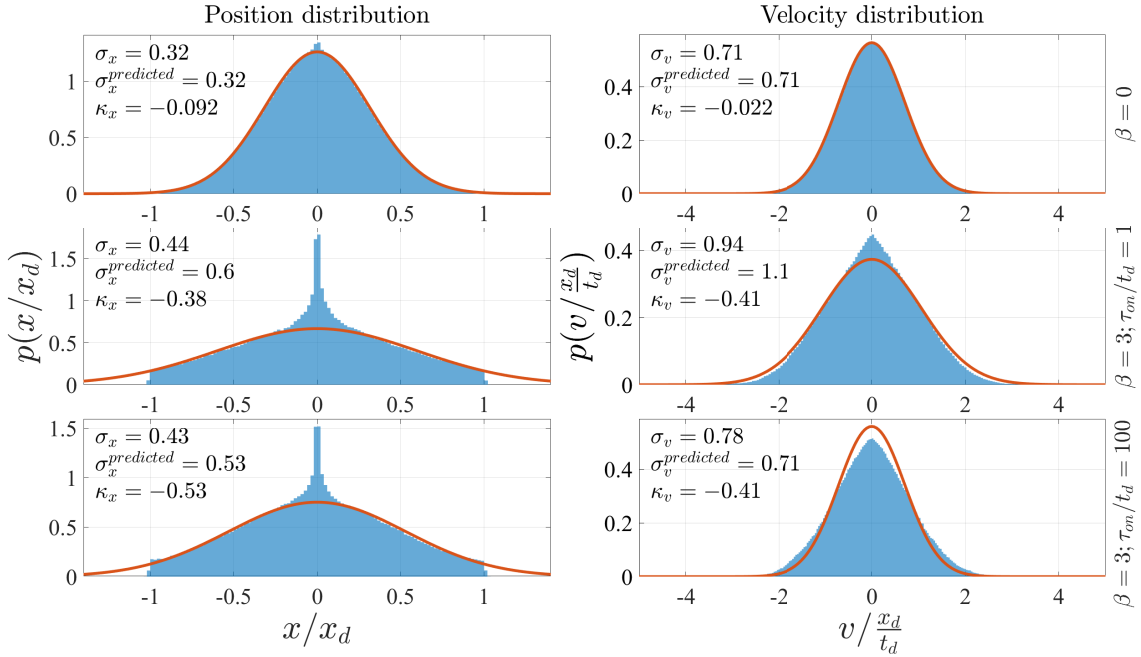 Position distribution
Velocity distribution
σ_x = 0.32
σ_x^{predicted} = 0.32
κ_x = −0.092
1
0.5
0
-1 -0.5 0 0.5 1
σ_v = 0.71
σ_v^{predicted} = 0.71
κ_v = −0.022
0.4
0.2
0
-4 -2 0 2 4
β = 0
p(x/x_d)
σ_x = 0.44
σ_x^{predicted} = 0.6
κ_x = −0.38
1.5
1
0.5
0
-1 -0.5 0 0.5 1
p(v/\frac{x_d}{t_d})
σ_v = 0.94
σ_v^{predicted} = 1.1
κ_v = −0.41
0.4
0.2
0
-4 -2 0 2 4
β = 3; τ_{on}/t_d = 1
σ_x = 0.43
σ_x^{predicted} = 0.53
κ_x = −0.53
1.5
1
0.5
0
-1 -0.5 0 0.5 1
x/x_d
σ_v = 0.78
σ_v^{predicted} = 0.71
κ_v = −0.41
0.4
0.2
0
-4 -2 0 2 4
v/\frac{x_d}{t_d}
β = 3; τ_{on}/t_d = 100